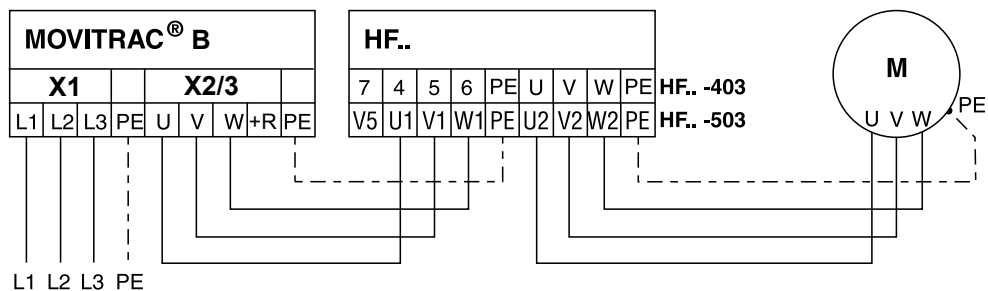 MOVITRAC® B
HF..
M
X1 X2/3
7 4 5 6 PE U V W PE HF.. -403
L1 L2 L3 PE U V W +R PE
V5 U1 V1 W1 PE U2 V2 W2 PE HF.. -503
U V W PE
L1 L2 L3 PE